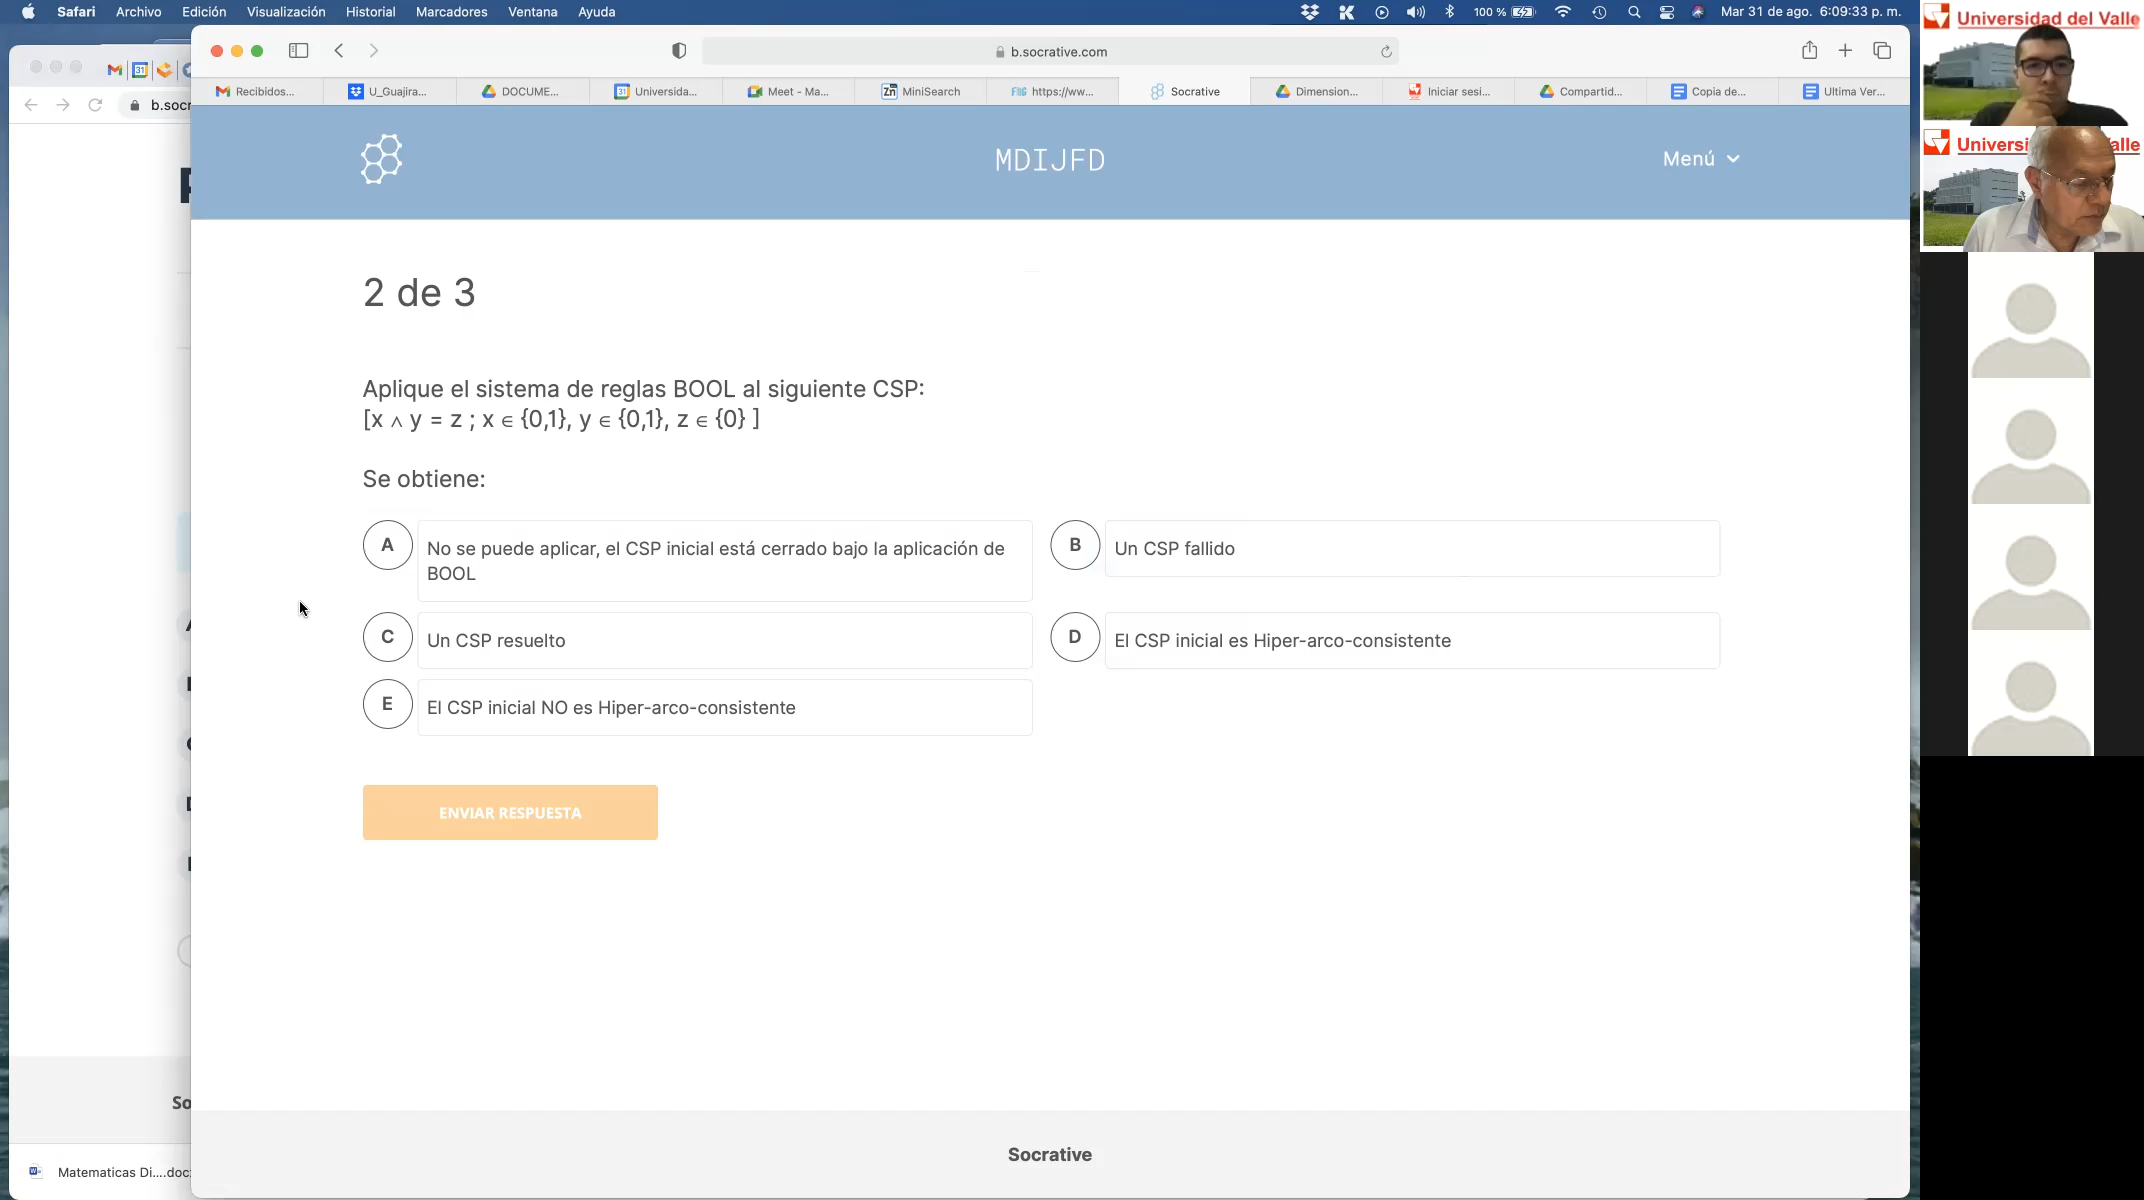 Safari Archivo Edición Visualización Historial Marcadores Ventana Ayuda
100 % Mar 31 de ago. 6:09:33 p. m.
b.socrative.com
b.socr
Recibidos... U_Guajira... DOCUME... Universida... Meet - Ma... MiniSearch https://ww... Socrative Dimension... Iniciar sesi... Compartid... Copia de... Ultima Ver...
MDIJFD
Menú
2 de 3
Aplique el sistema de reglas BOOL al siguiente CSP:
[x ∧ y = z ; x ∈ {0,1}, y ∈ {0,1}, z ∈ {0} ]
Se obtiene:
A No se puede aplicar, el CSP inicial está cerrado bajo la aplicación de
BOOL
B Un CSP fallido
C Un CSP resuelto
D El CSP inicial es Hiper-arco-consistente
E El CSP inicial NO es Hiper-arco-consistente
ENVIAR RESPUESTA
So
Socrative
Matematicas Di....doc
Universidad del Valle
Universi alle